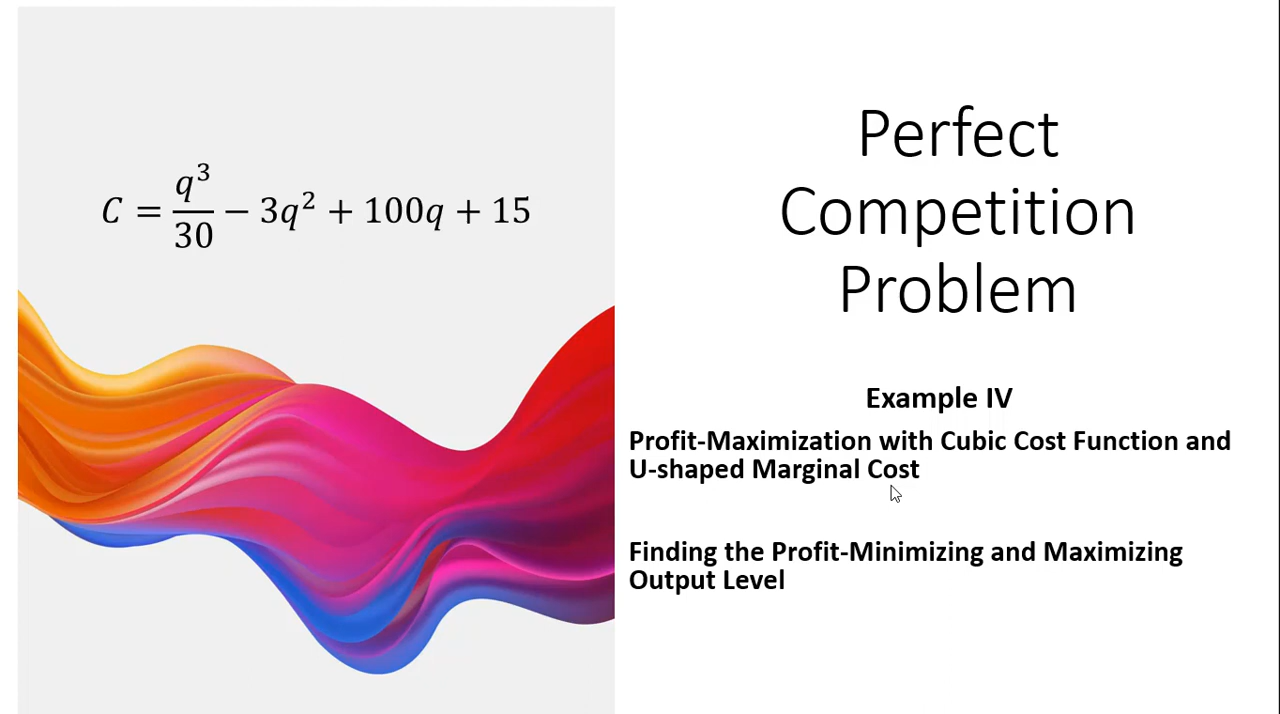 C = q³/30 − 3q² + 100q + 15
Perfect
Competition
Problem
Example IV
Profit-Maximization with Cubic Cost Function and
U-shaped Marginal Cost
Finding the Profit-Minimizing and Maximizing
Output Level